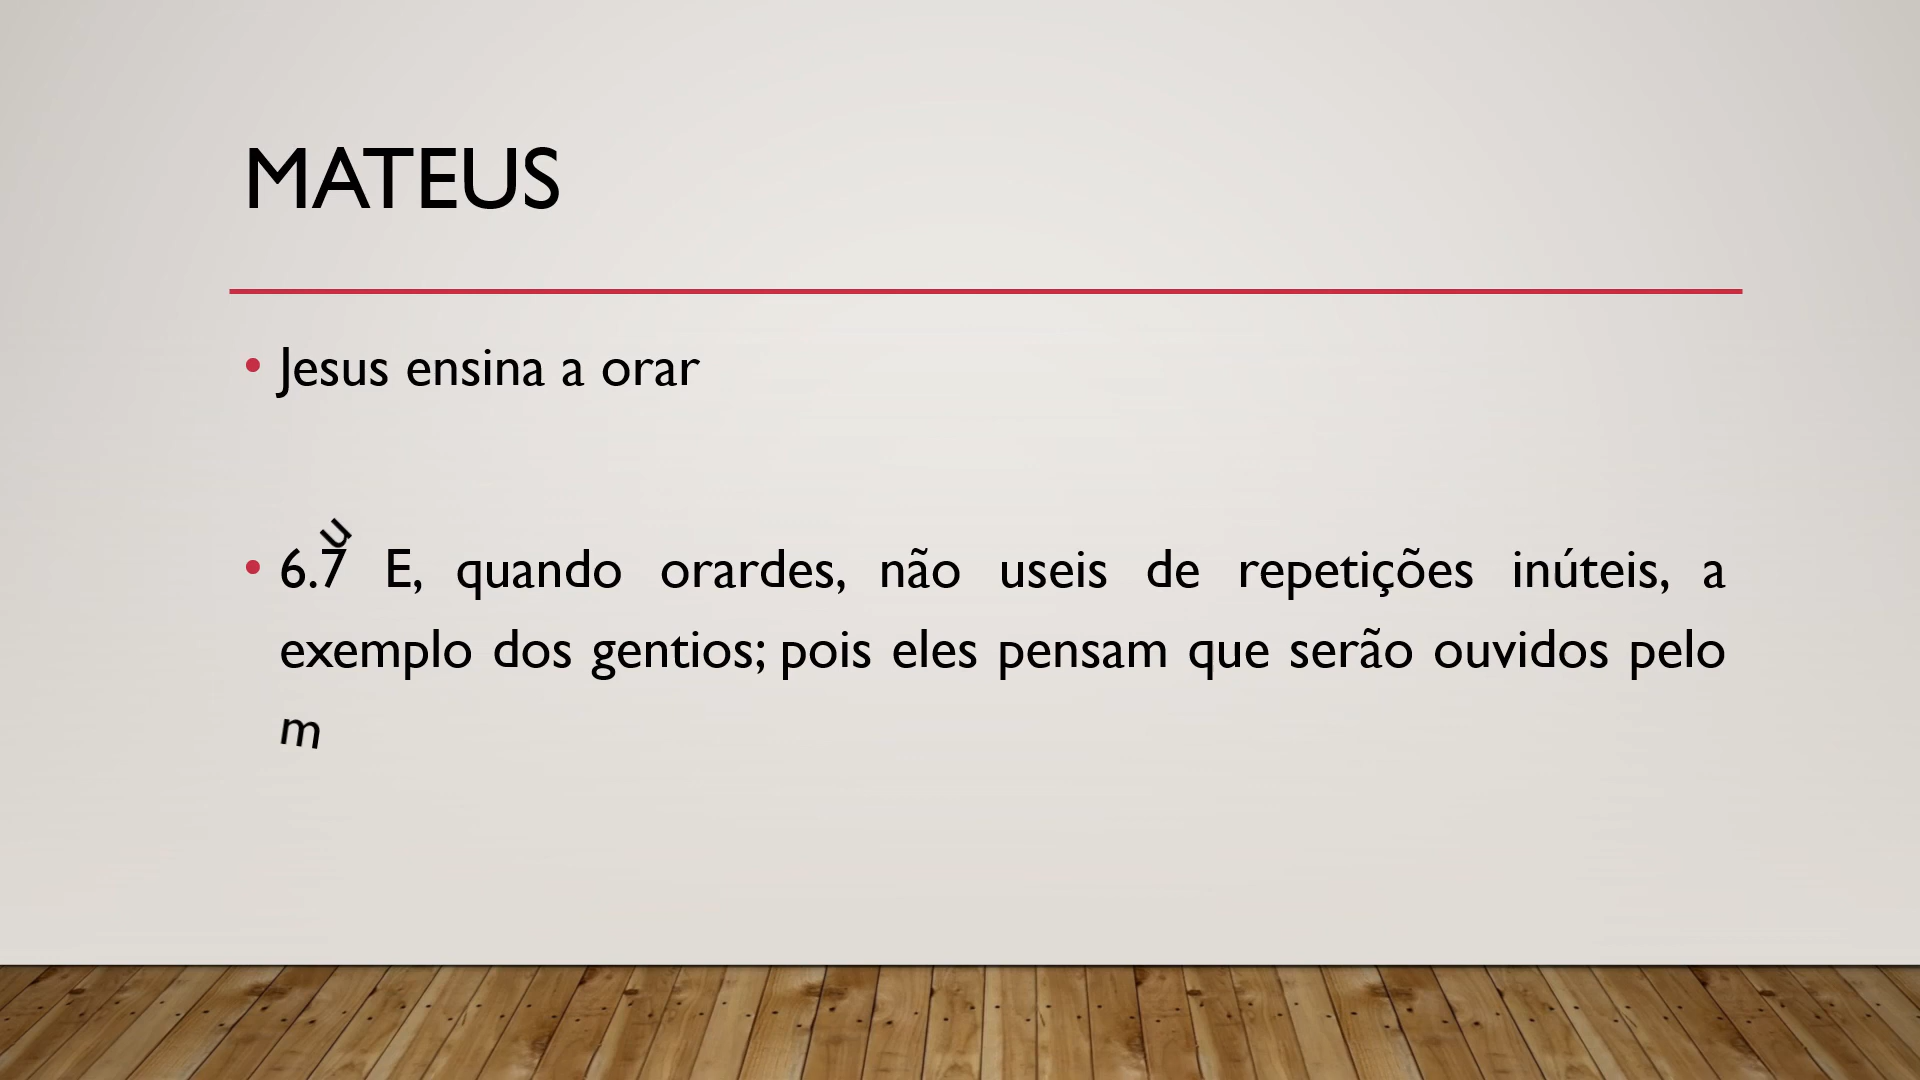 MATEUS
• Jesus ensina a orar
• 6.7 E, quando orardes, não useis de repetições inúteis, a
exemplo dos gentios; pois eles pensam que serão ouvidos pelo
m
u